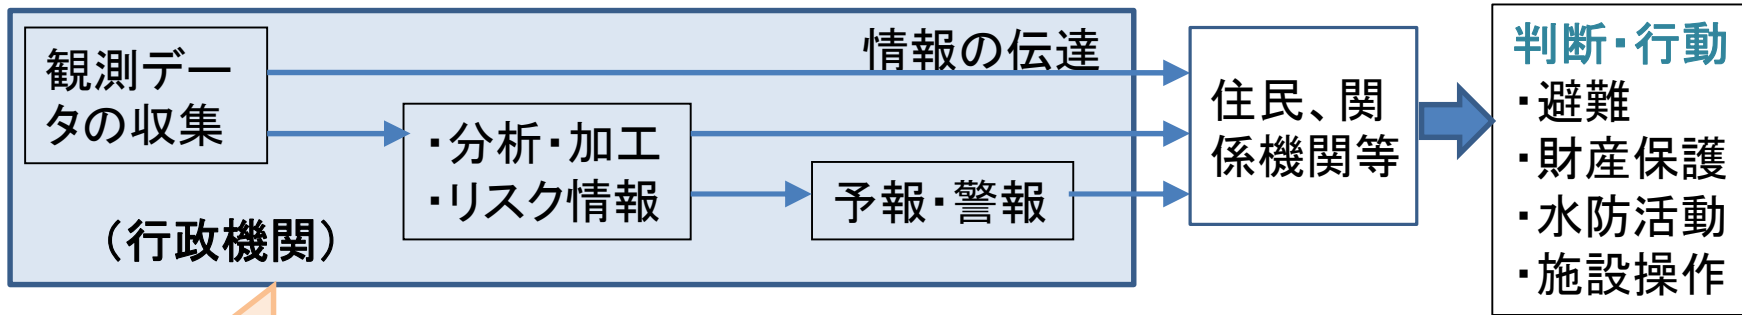 観測デー
タの収集
情報の伝達
・分析・加工
・リスク情報
予報・警報
（行政機関）
住民、関
係機関等
判断・行動
・避難
・財産保護
・水防活動
・施設操作